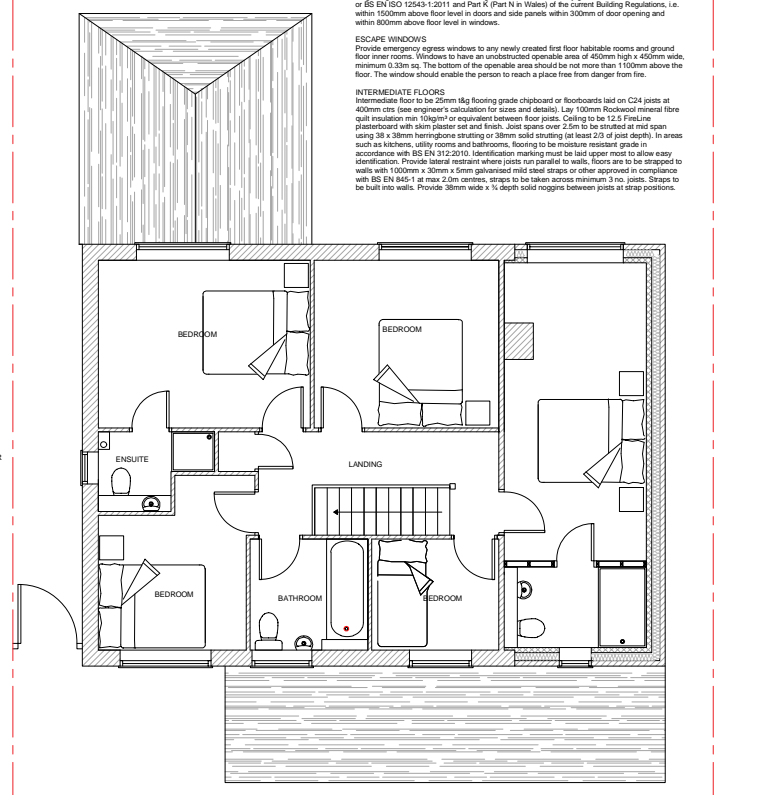 or BS EN ISO 12543-1:2011 and Part K (Part N in Wales) of the current Building Regulations, i.e.
within 1500mm above floor level in doors and side panels within 300mm of door opening and
within 800mm above floor level in windows.
ESCAPE WINDOWS
Provide emergency egress windows to any newly created first floor habitable rooms and ground
floor inner rooms. Windows to have an unobstructed openable area of 450mm high x 450mm wide,
minimum 0.33m sq. The bottom of the openable area should be not more than 1100mm above the
floor. The window should enable the person to reach a place free from danger from fire.
INTERMEDIATE FLOORS
Intermediate floor to be 25mm t&g flooring grade chipboard or floorboards laid on C24 joists at
400mm ctrs (see engineer's calculation for sizes and details). Lay 100mm Rockwool mineral fibre
quilt insulation min 10kg/m³ or equivalent between floor joists. Ceiling to be 12.5 FireLine
plasterboard with skim plaster set and finish. Joist spans over 2.5m to be strutted at mid span
using 38 x 38mm herringbone strutting or 38mm solid strutting (at least 2/3 of joist depth). In areas
such as kitchens, utility rooms and bathrooms, flooring to be moisture resistant grade in
accordance with BS EN 312:2010. Identification marking must be laid upper most to allow easy
identification. Provide lateral restraint where joists run parallel to walls, floors are to be strapped to
walls with 1000mm x 30mm x 5mm galvanised mild steel straps or other approved in compliance
with BS EN 845-1 at max 2.0m centres, straps to be taken across minimum 3 no. joists. Straps to
be built into walls. Provide 38mm wide x ¾ depth solid noggins between joists at strap positions.
BEDROOM
BEDROOM
ENSUITE
LANDING
BEDROOM
BATHROOM
BEDROOM